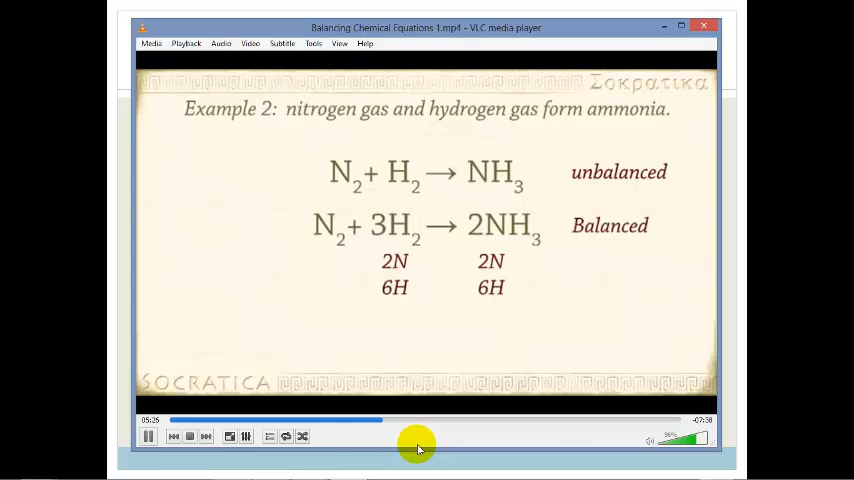 Balancing Chemical Equations 1.mp4 - VLC media player
Media Playback Audio Video Subtitle Tools View Help
Σοκρατικα
Example 2: nitrogen gas and hydrogen gas form ammonia.
N₂+ H₂ → NH₃ unbalanced
N₂+ 3H₂ → 2NH₃ Balanced
2N 2N
6H 6H
SOCRATICA
05:26 -07:38
96%